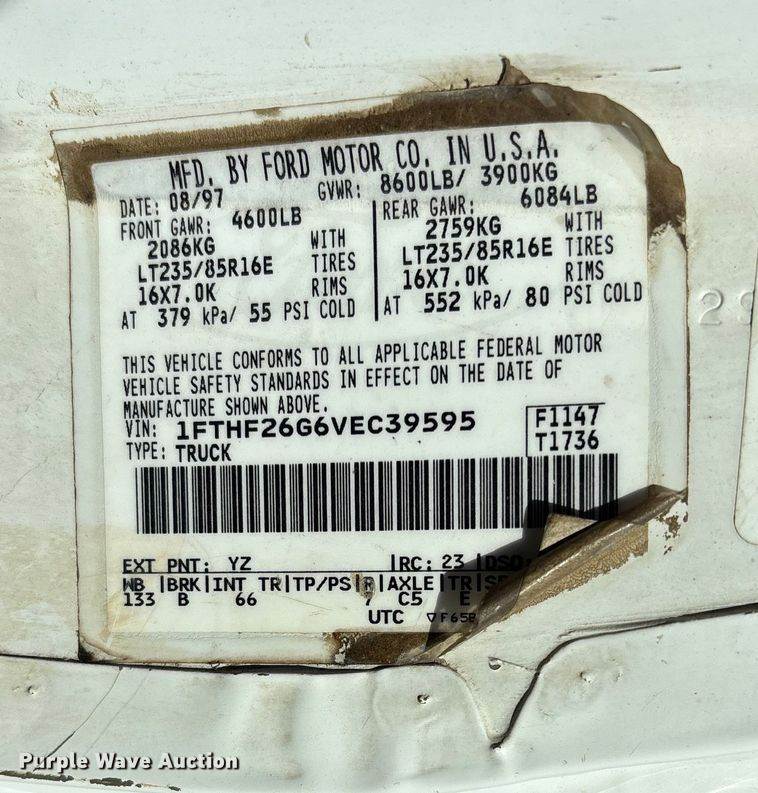 MFD. BY FORD MOTOR CO. IN U.S.A.
DATE: 08/97 GVWR: 8600LB/ 3900KG
FRONT GAWR: 4600LB
2086KG WITH
LT235/85R16E TIRES
16X7.0K RIMS
AT 379 kPa/ 55 PSI COLD
REAR GAWR: 6084LB
2759KG WITH
LT235/85R16E TIRES
16X7.0K RIMS
AT 552 kPa/ 80 PSI COLD
THIS VEHICLE CONFORMS TO ALL APPLICABLE FEDERAL MOTOR
VEHICLE SAFETY STANDARDS IN EFFECT ON THE DATE OF
MANUFACTURE SHOWN ABOVE.
VIN: 1FTHF26G6VEC39595
TYPE: TRUCK
F1147
T1736
EXT PNT: YZ |RC: 23 |DSO:
WB |BRK|INT TR|TP/PS|R|AXLE|TR|
133 B 66 7 C5 E
UTC
Purple Wave Auction